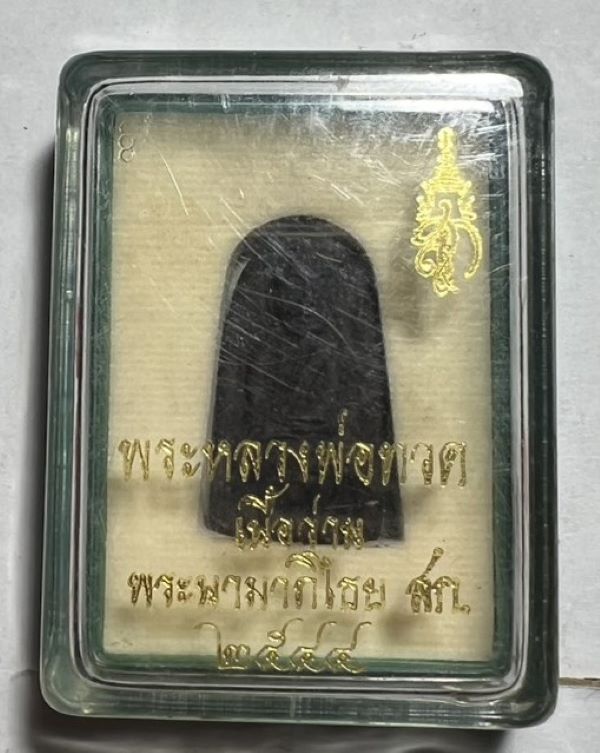 พระหลวงพ่อทวด
เนื้อว่าน
พระนามาภิไธย สก.
๒๕๔๔